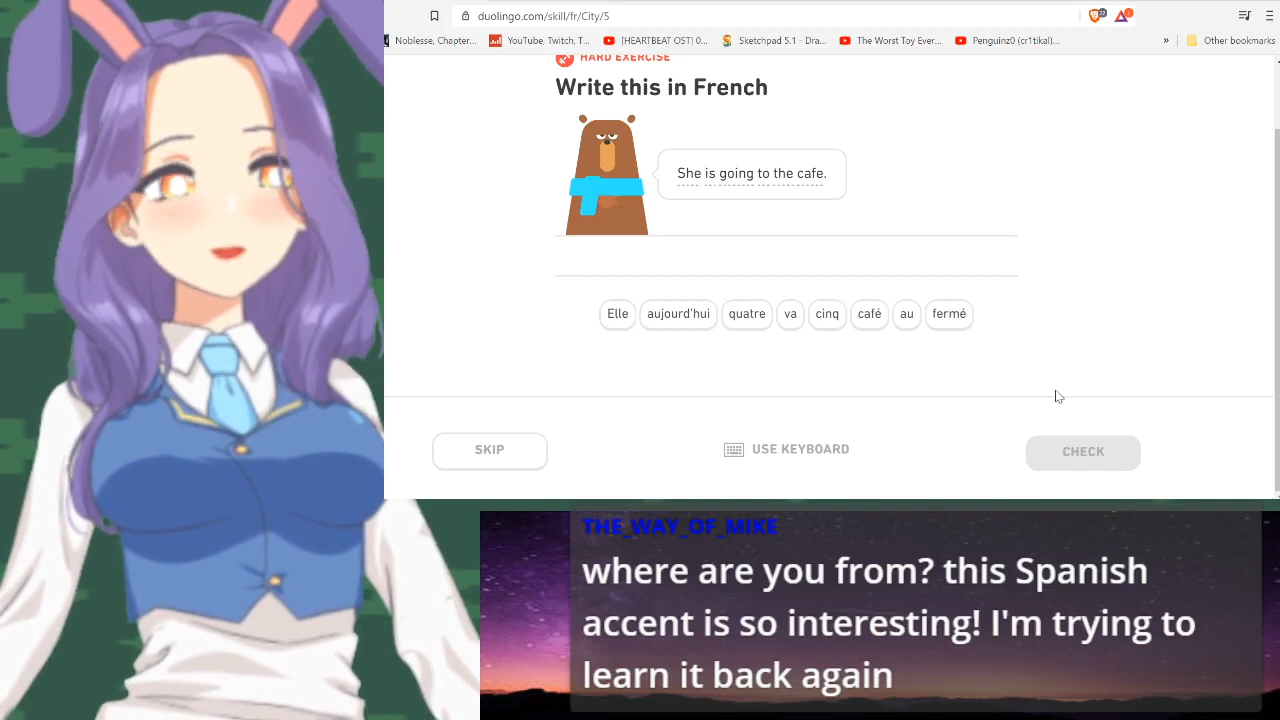 duolingo.com/skill/fr/City/5
Noblesse, Chapter...
YouTube, Twitch, T...
[HEARTBEAT OST] 0...
Sketchpad 5.1 - Dra...
The Worst Toy Ever...
Penguinz0 (cr1tikal)...
»
Other bookmarks
HARD EXERCISE
Write this in French
She is going to the cafe.
Elle
aujourd'hui
quatre
va
cinq
café
au
fermé
SKIP
USE KEYBOARD
CHECK
THE_WAY_OF_MIKE
where are you from? this Spanish
accent is so interesting! I'm trying to
learn it back again